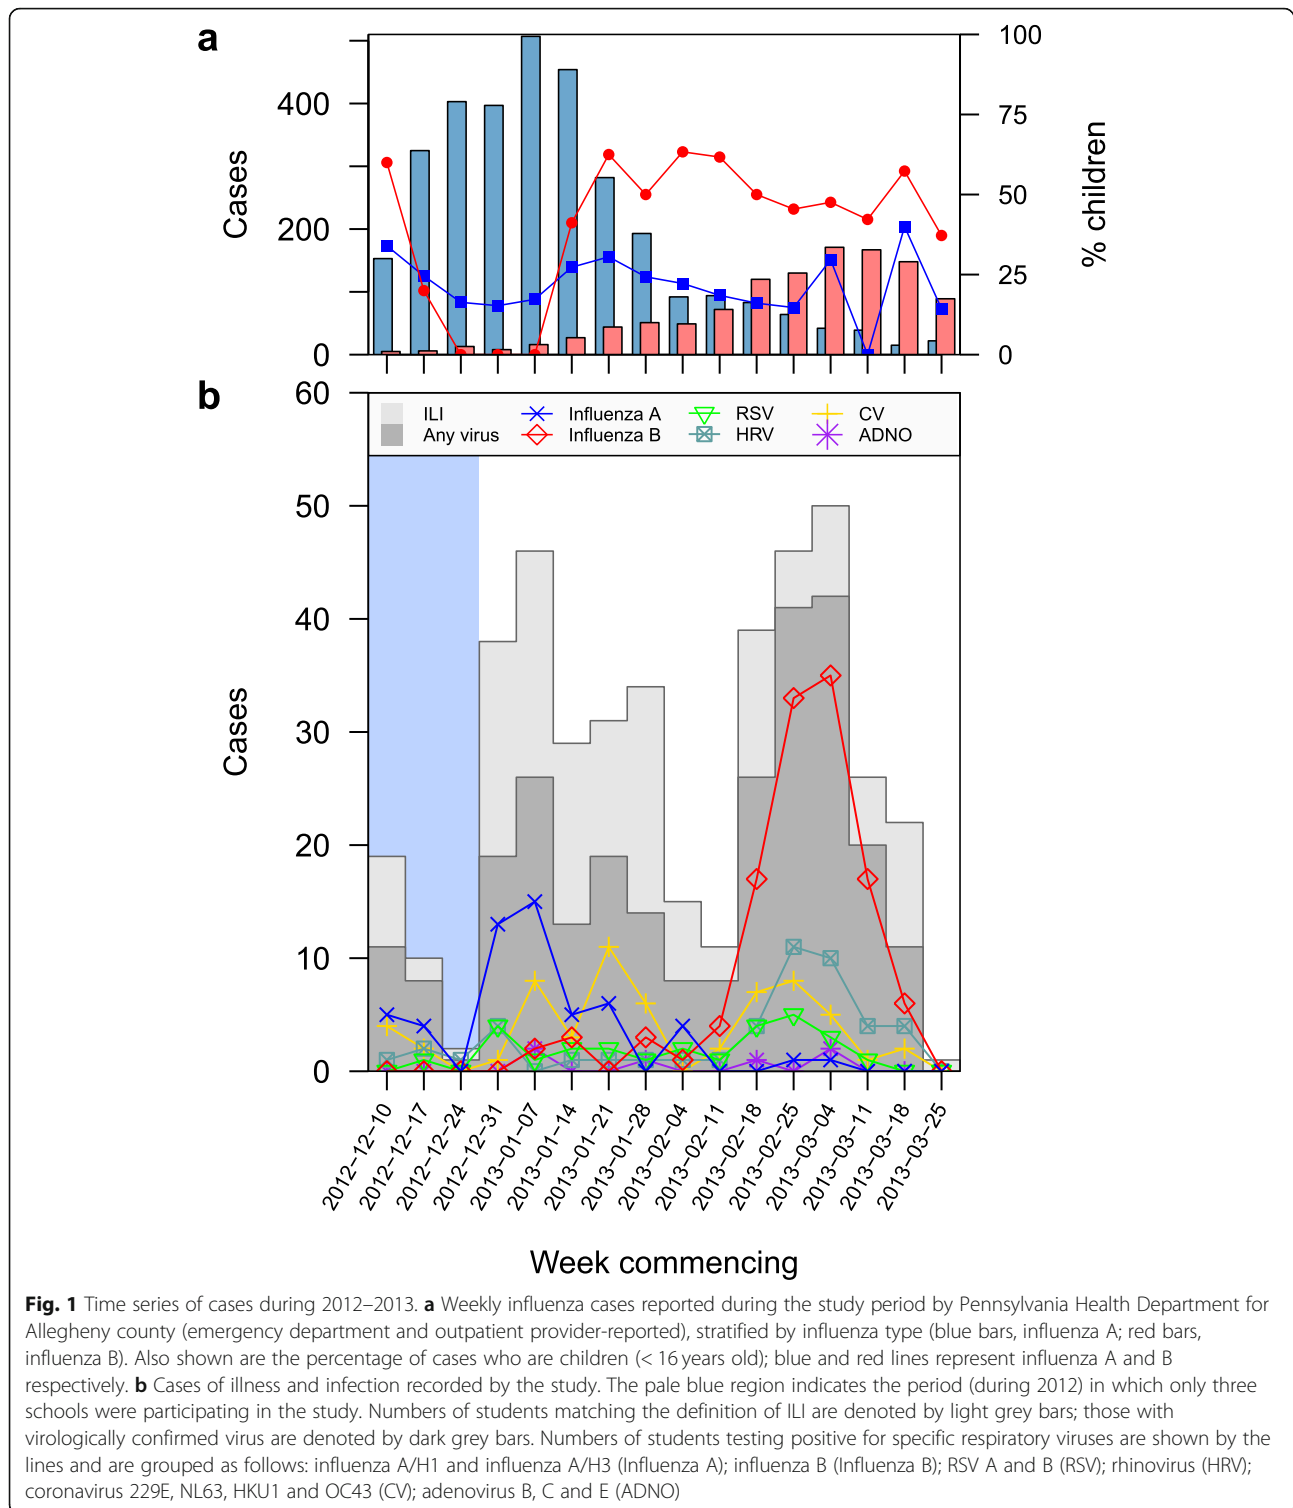 a
100
400
75
Cases
50
% children
200
25
0
0
b
60
ILI
Influenza A
RSV
CV
Any virus
Influenza B
HRV
ADNO
50
40
Cases
30
20
10
0
2012–12–10
2012–12–17
2012–12–24
2012–12–31
2013–01–07
2013–01–14
2013–01–21
2013–01–28
2013–02–04
2013–02–11
2013–02–18
2013–02–25
2013–03–04
2013–03–11
2013–03–18
2013–03–25
Week commencing
Fig. 1 Time series of cases during 2012–2013. a Weekly influenza cases reported during the study period by Pennsylvania Health Department for
Allegheny county (emergency department and outpatient provider-reported), stratified by influenza type (blue bars, influenza A; red bars,
influenza B). Also shown are the percentage of cases who are children (< 16 years old); blue and red lines represent influenza A and B
respectively. b Cases of illness and infection recorded by the study. The pale blue region indicates the period (during 2012) in which only three
schools were participating in the study. Numbers of students matching the definition of ILI are denoted by light grey bars; those with
virologically confirmed virus are denoted by dark grey bars. Numbers of students testing positive for specific respiratory viruses are shown by the
lines and are grouped as follows: influenza A/H1 and influenza A/H3 (Influenza A); influenza B (Influenza B); RSV A and B (RSV); rhinovirus (HRV);
coronavirus 229E, NL63, HKU1 and OC43 (CV); adenovirus B, C and E (ADNO)